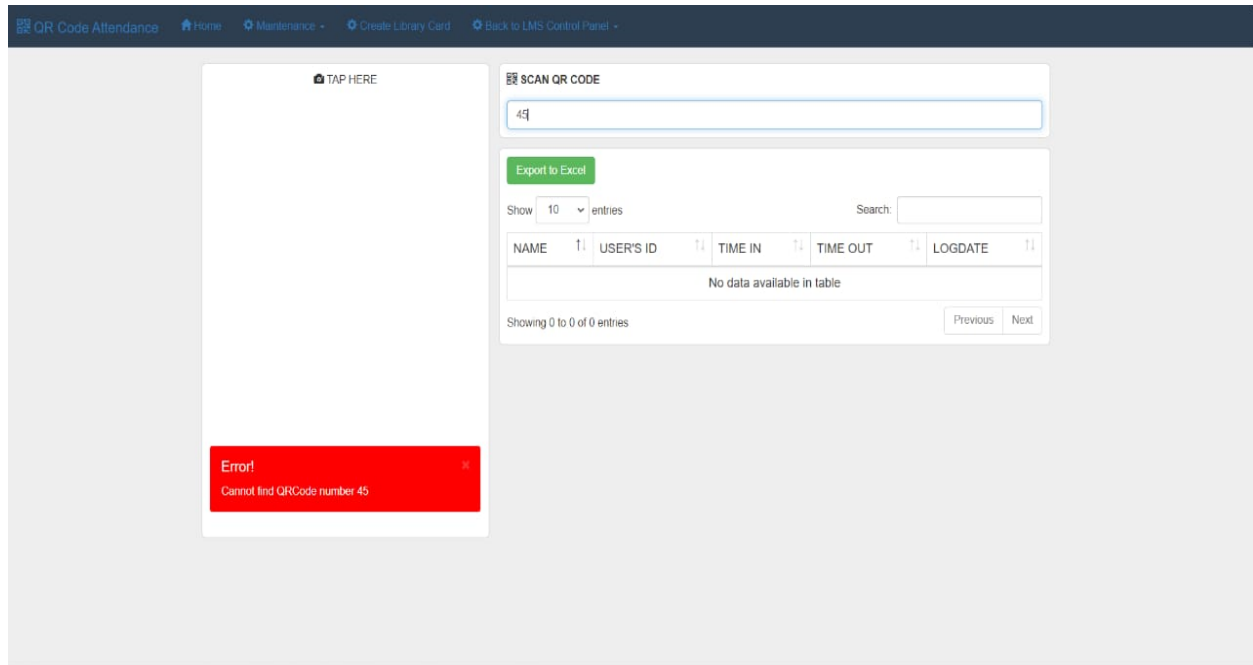 QR Code Attendance Home Maintenance Create Library Card Back to LMS Control Panel
TAP HERE
SCAN QR CODE
45
Export to Excel
Show 10 entries Search:
NAME USER'S ID TIME IN TIME OUT LOGDATE
No data available in table
Showing 0 to 0 of 0 entries Previous Next
Error! ×
Cannot find QRCode number 45